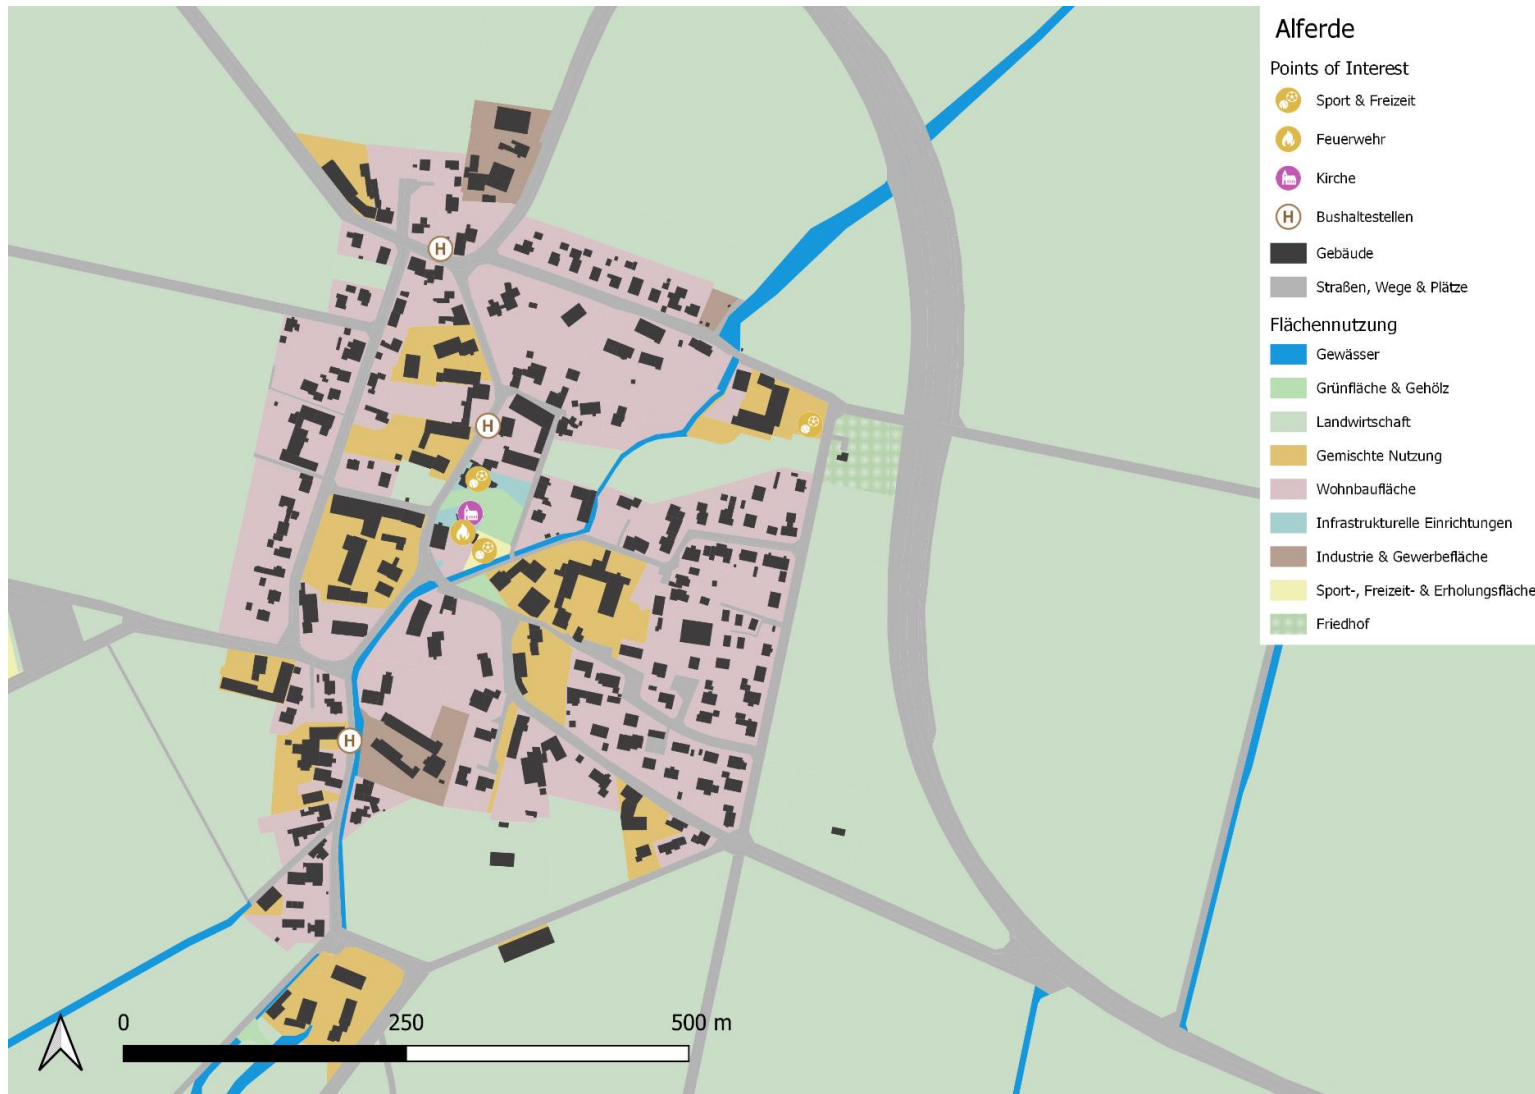 Alferde
Points of Interest
Sport & Freizeit
Feuerwehr
Kirche
H Bushaltestellen
Gebäude
Straßen, Wege & Plätze
Flächennutzung
Gewässer
Grünfläche & Gehölz
Landwirtschaft
Gemischte Nutzung
Wohnbaufläche
Infrastrukturelle Einrichtungen
Industrie & Gewerbefläche
Sport-, Freizeit- & Erholungsfläche
Friedhof
H
H
H
0 250 500 m